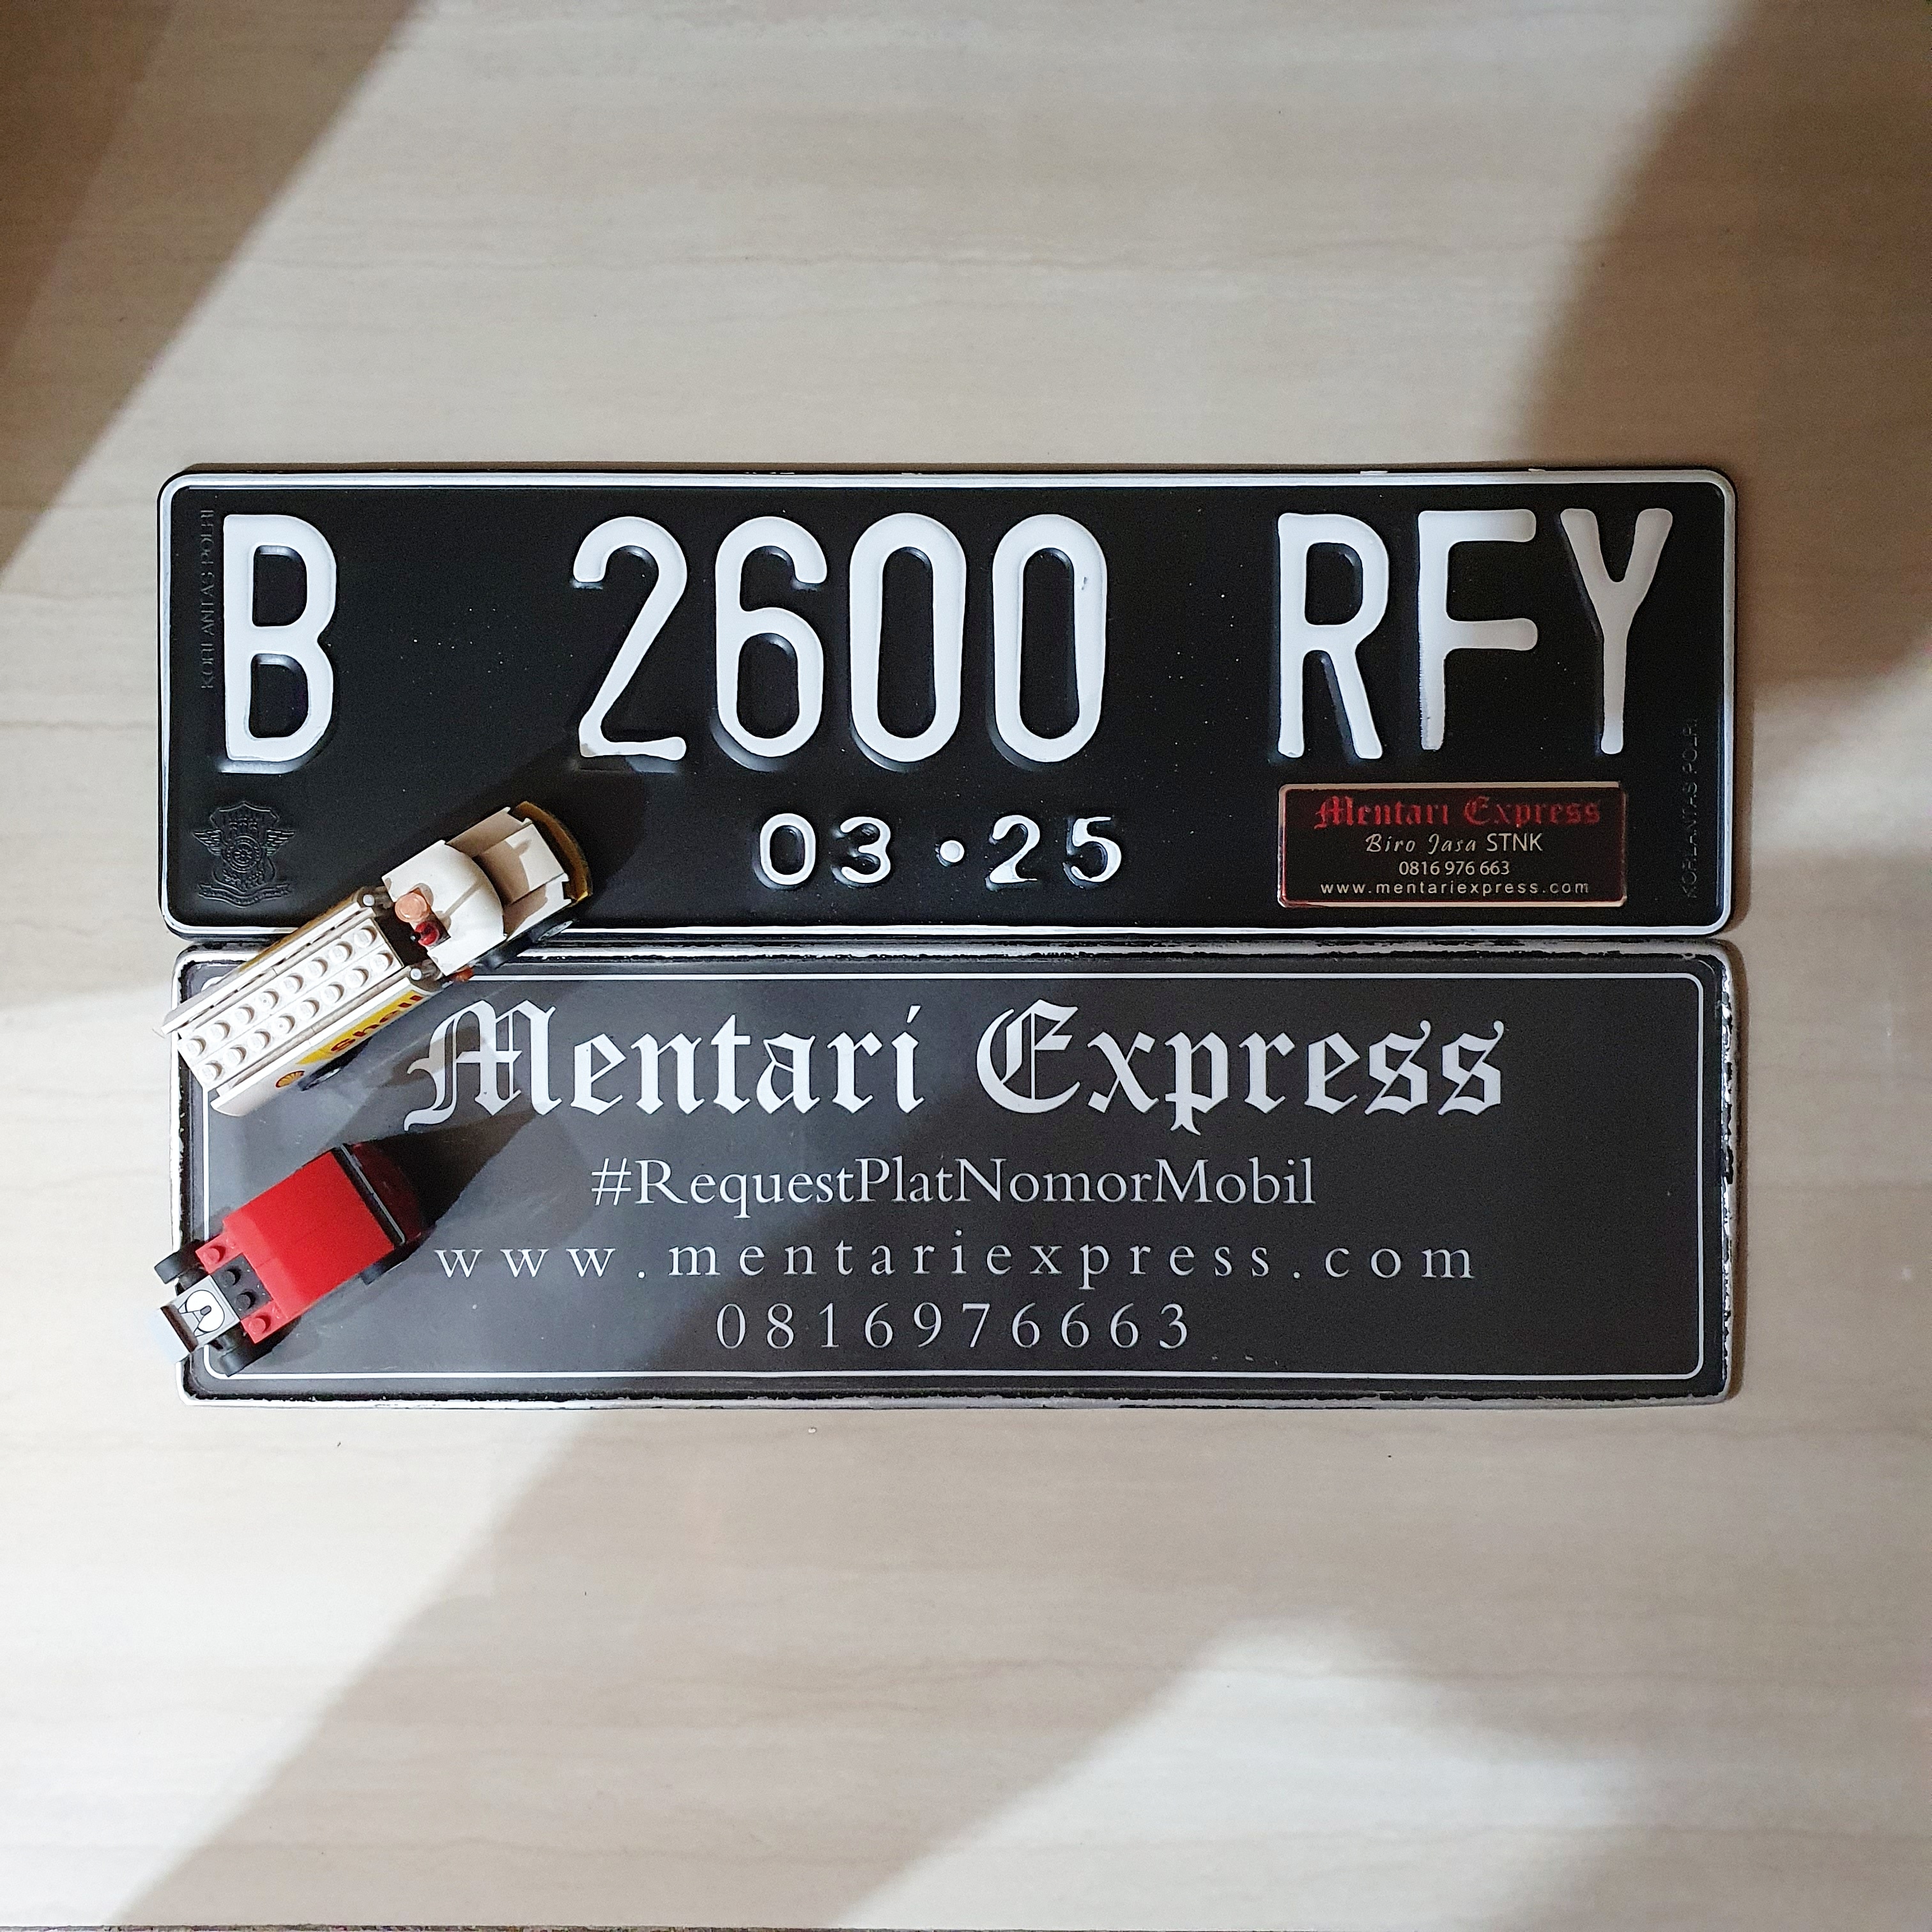 B 2600 RFY
KORLANTAS POLRI
03 • 25
KORLANTAS POLRI
Mentari Express
Biro Jasa STNK
0816 976 663
www.mentariexpress.com
Shell
Mentari Express
#RequestPlatNomorMobil
www.mentariexpress.com
0816976663